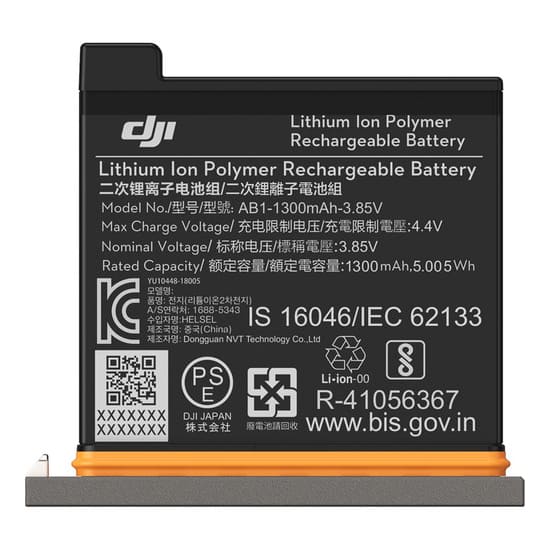 dji
Lithium Ion Polymer
Rechargeable Battery
Lithium Ion Polymer Rechargeable Battery
二次锂离子电池组/二次鋰離子電池組
Model No./型号/型號: AB1-1300mAh-3.85V
Max Charge Voltage/ 充电限制电压/充電限制電壓:4.4V
Nominal Voltage/ 标称电压/標稱電壓:3.85V
Rated Capacity/ 额定容量/額定電容量:1300mAh,5.005Wh
YU10448-18005
모델명:
품명: 전지(리튬이온2차전지)
A/S연락처: 1688-5343
수입자명:HELSEL
제조국명: 중국(China)
제조자명: Dongguan NVT Technology Co.,Ltd
IS 16046/IEC 62133
Li-ion-00
R-41056367
www.bis.gov.in
PSE
DJI JAPAN
株式会社
廢電池請回收
XXXXXXX
XXXXXXX